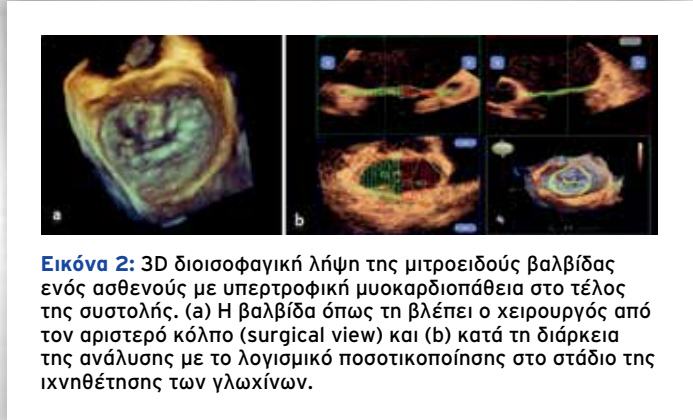 a
b
Εικόνα 2: 3D διοισοφαγική λήψη της μιτροειδούς βαλβίδας
ενός ασθενούς με υπερτροφική μυοκαρδιοπάθεια στο τέλος
της συστολής. (a) Η βαλβίδα όπως τη βλέπει ο χειρουργός από
τον αριστερό κόλπο (surgical view) και (b) κατά τη διάρκεια
της ανάλυσης με το λογισμικό ποσοτικοποίησης στο στάδιο της
ιχνηθέτησης των γλωχίνων.